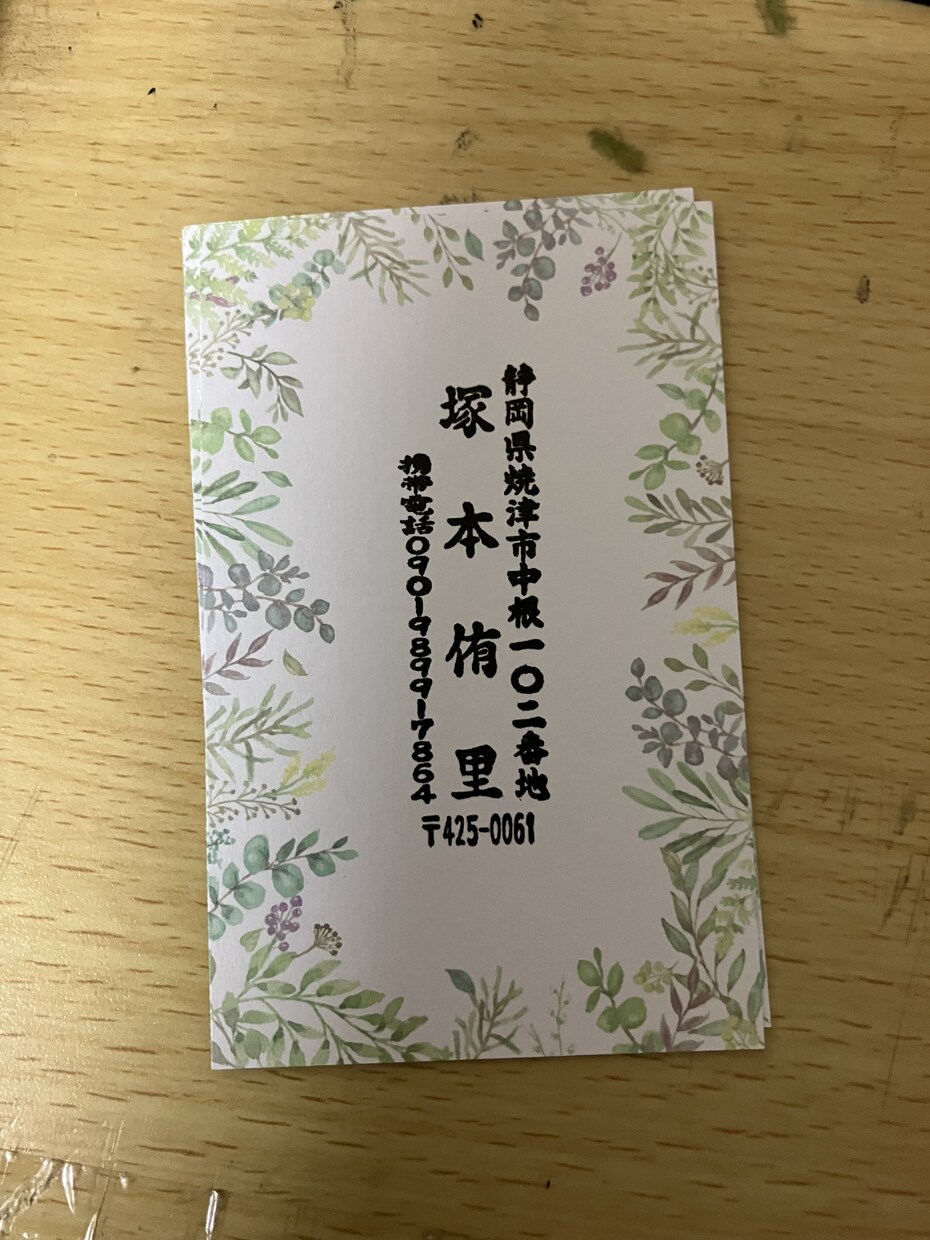 静岡県焼津市中根一〇二番地
塚本侑里
携帯電話090-9899-7864
〒425-0061